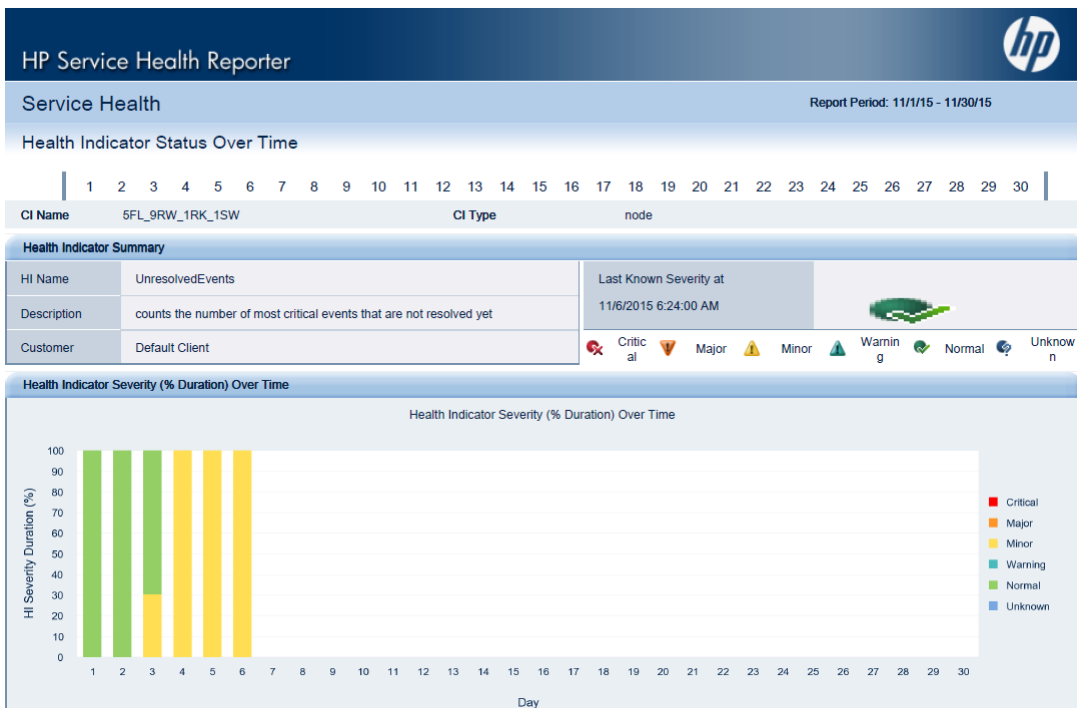 hp
HP Service Health Reporter
Service Health
Report Period: 11/1/15 - 11/30/15
Health Indicator Status Over Time
1 2 3 4 5 6 7 8 9 10 11 12 13 14 15 16 17 18 19 20 21 22 23 24 25 26 27 28 29 30
CI Name 5FL_9RW_1RK_1SW CI Type node
Health Indicator Summary
HI Name UnresolvedEvents
Description counts the number of most critical events that are not resolved yet
Customer Default Client
Last Known Severity at
11/6/2015 6:24:00 AM
Critic
al
Major
Minor
Warnin
g
Normal
Unknow
n
Health Indicator Severity (% Duration) Over Time
Health Indicator Severity (% Duration) Over Time
HI Severity Duration (%)
100
90
80
70
60
50
40
30
20
10
0
1 2 3 4 5 6 7 8 9 10 11 12 13 14 15 16 17 18 19 20 21 22 23 24 25 26 27 28 29 30
Day
Critical
Major
Minor
Warning
Normal
Unknown